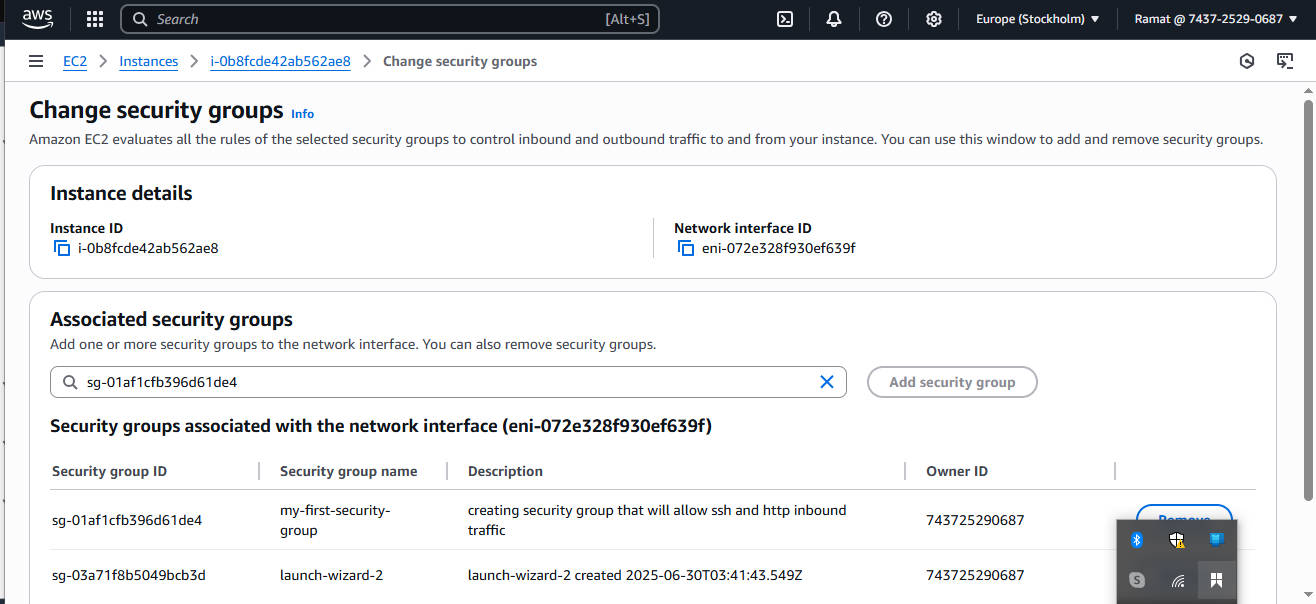 aws
Search [Alt+S] Europe (Stockholm) Ramat @ 7437-2529-0687
EC2 Instances i-0b8fcde42ab562ae8 Change security groups
Change security groups Info
Amazon EC2 evaluates all the rules of the selected security groups to control inbound and outbound traffic to and from your instance. You can use this window to add and remove security groups.
Instance details
Instance ID
i-0b8fcde42ab562ae8
Network interface ID
eni-072e328f930ef639f
Associated security groups
Add one or more security groups to the network interface. You can also remove security groups.
sg-01af1cfb396d61de4 Add security group
Security groups associated with the network interface (eni-072e328f930ef639f)
Security group ID Security group name Description Owner ID
sg-01af1cfb396d61de4 my-first-security-group creating security group that will allow ssh and http inbound traffic 743725290687 Remove
sg-03a71f8b5049bcb3d launch-wizard-2 launch-wizard-2 created 2025-06-30T03:41:43.549Z 743725290687